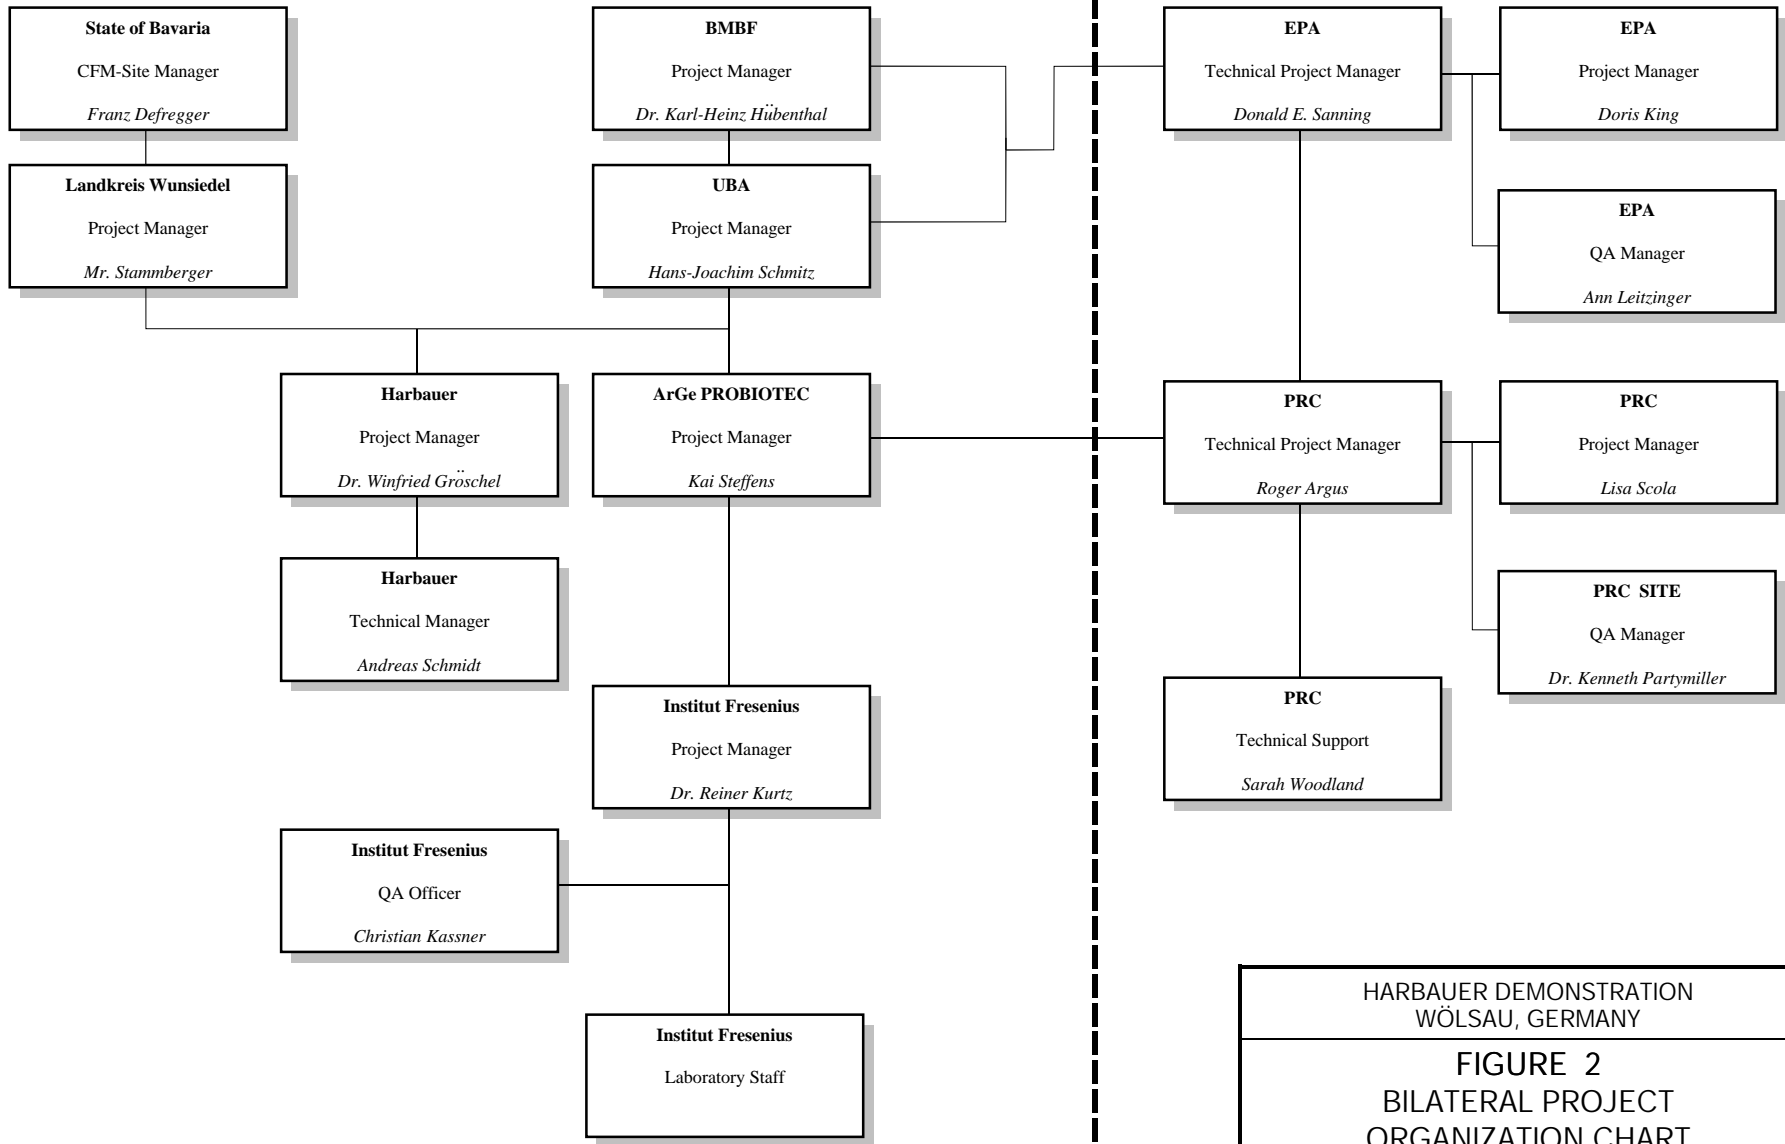 State of Bavaria
CFM-Site Manager
Franz Defregger
BMBF
Project Manager
Dr. Karl-Heinz Hübenthal
EPA
Technical Project Manager
Donald E. Sanning
EPA
Project Manager
Doris King
Landkreis Wunsiedel
Project Manager
Mr. Stammberger
UBA
Project Manager
Hans-Joachim Schmitz
EPA
QA Manager
Ann Leitzinger
Harbauer
Project Manager
Dr. Winfried Gröschel
ArGe PROBIOTEC
Project Manager
Kai Steffens
PRC
Technical Project Manager
Roger Argus
PRC
Project Manager
Lisa Scola
Harbauer
Technical Manager
Andreas Schmidt
PRC SITE
QA Manager
Dr. Kenneth Partymiller
Institut Fresenius
Project Manager
Dr. Reiner Kurtz
PRC
Technical Support
Sarah Woodland
Institut Fresenius
QA Officer
Christian Kassner
Institut Fresenius
Laboratory Staff
HARBAUER DEMONSTRATION
WÖLSAU, GERMANY
FIGURE 2
BILATERAL PROJECT
ORGANIZATION CHART